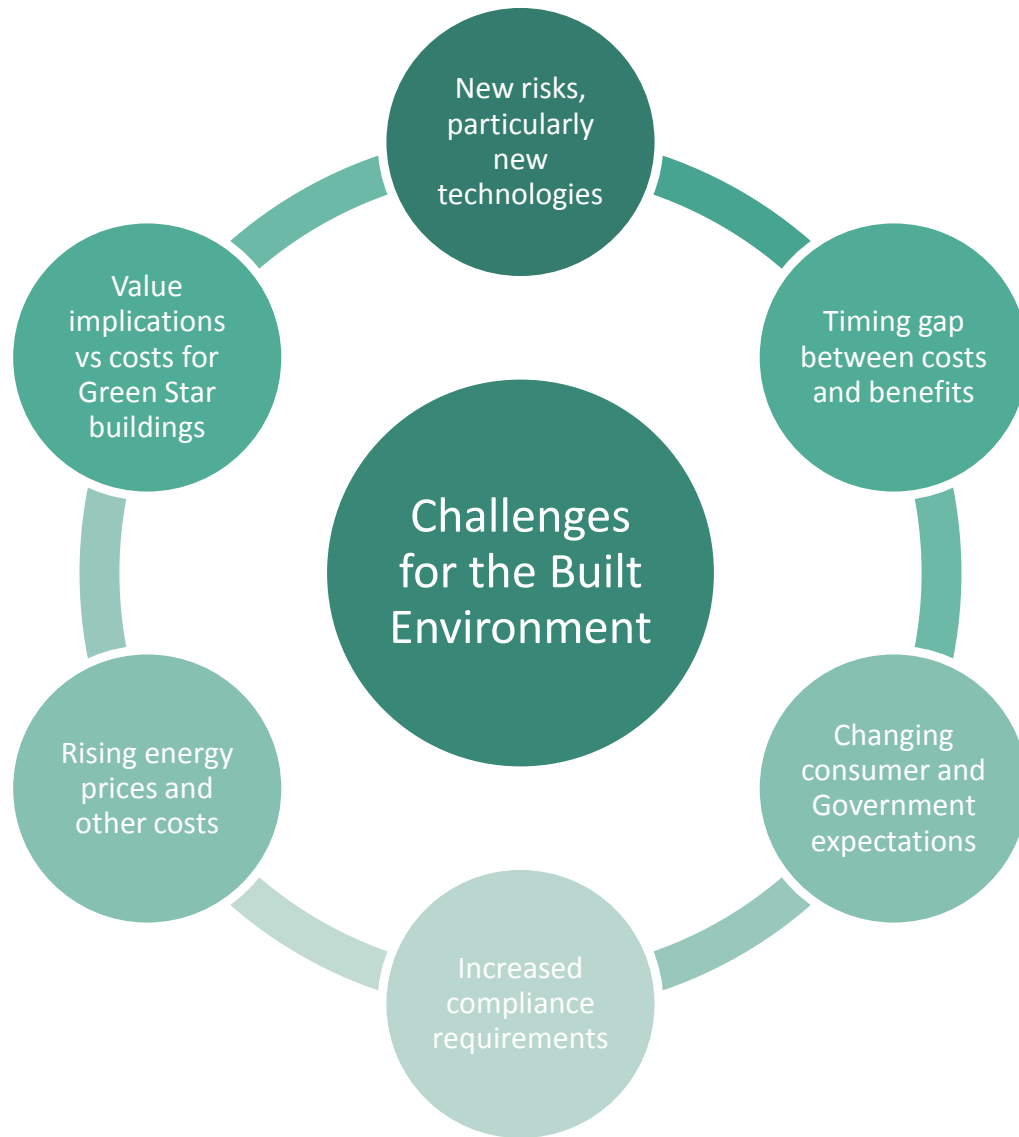 New risks,
particularly
new
technologies
Timing gap
between costs
and benefits
Changing
consumer and
Government
expectations
Increased
compliance
requirements
Rising energy
prices and
other costs
Value
implications
vs costs for
Green Star
buildings
Challenges
for the Built
Environment